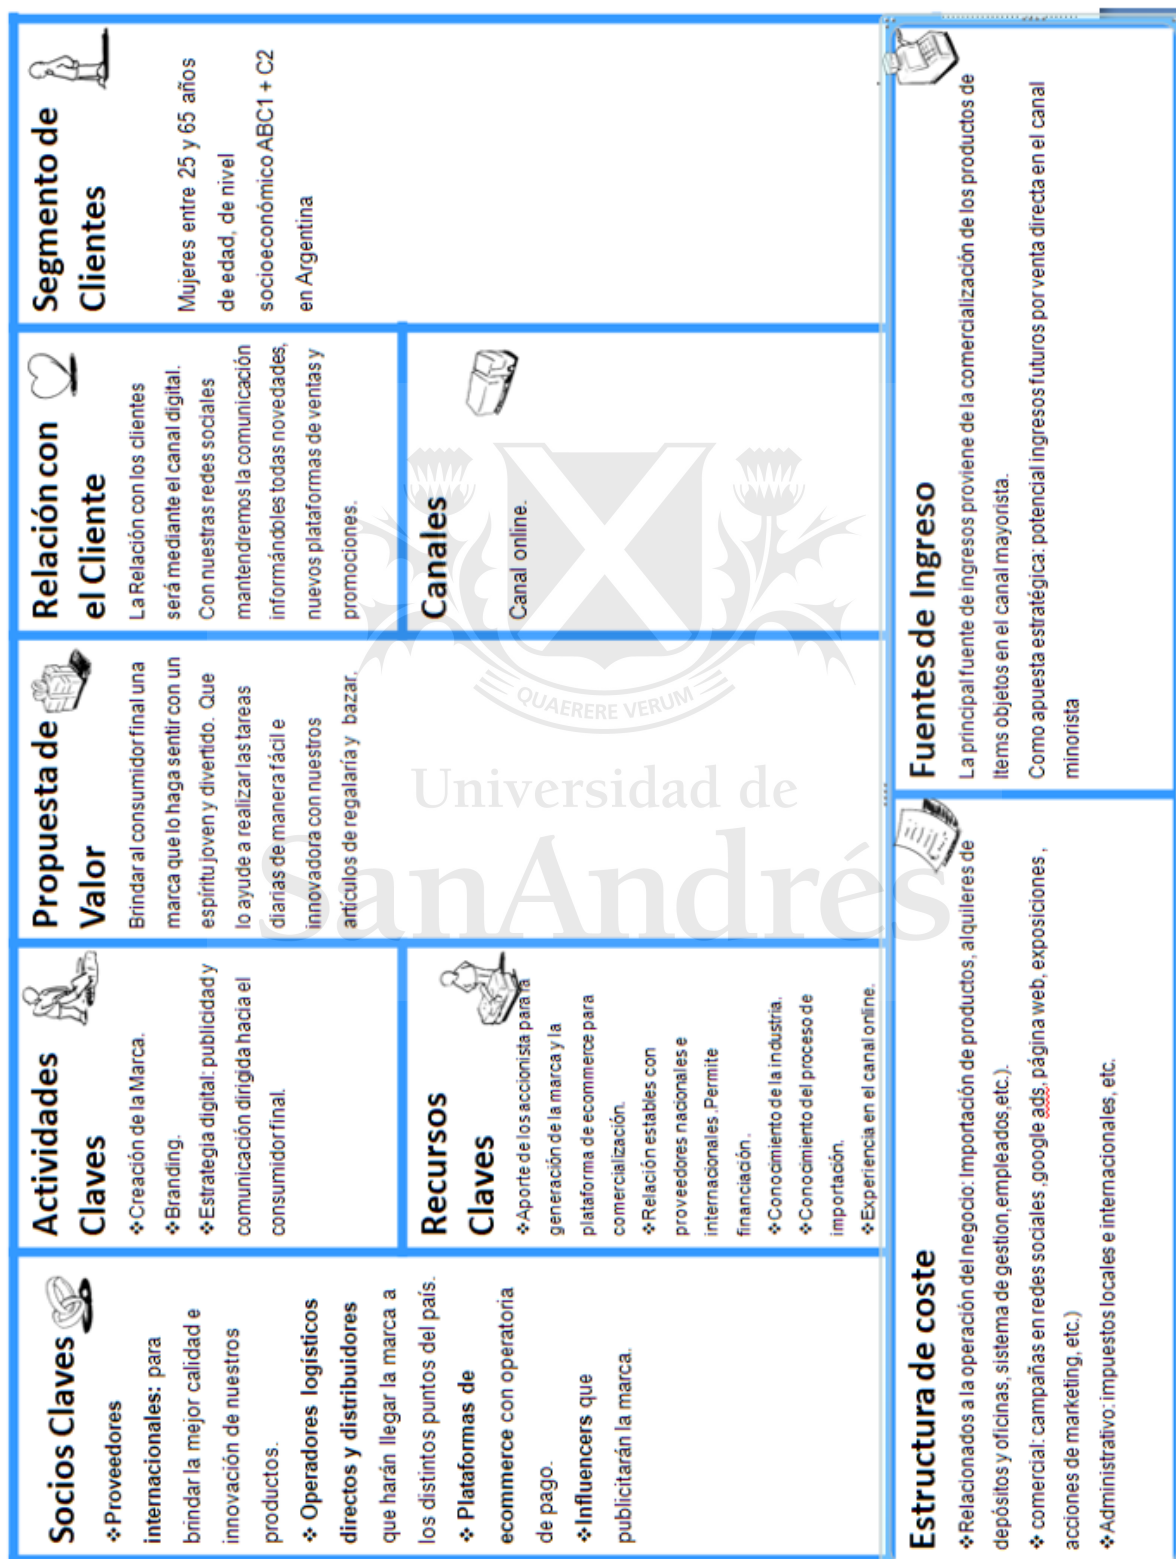 Socios Claves
❖Proveedores
internacionales: para
brindar la mejor calidad e
innovación de nuestros
productos.
❖ Operadores logísticos
directos y distribuidores
que harán llegar la marca a
los distintos puntos del país.
❖ Plataformas de
ecommerce con operatoria
de pago.
❖Influencers que
publicitarán la marca.
Actividades
Claves
❖Creación de la Marca.
❖Branding.
❖Estrategia digital: publicidad y
comunicación dirigida hacia el
consumidor final.
Recursos
Claves
❖Aporte de los accionista para la
generación de la marca y la
plataforma de ecommerce para
comercialización.
❖Relación estables con
proveedores nacionales e
internacionales .Permite
financiación .
❖Conocimiento de la industria.
❖Conocimiento del proceso de
importación.
❖Experiencia en el canal online.
Propuesta de
Valor
Brindar al consumidor final una
marca que lo haga sentir con un
espíritu joven y divertido. Que
lo ayude a realizar las tareas
diarias de manera fácil e
innovadora con nuestros
artículos de regalaría y bazar.
Relación con
el Cliente
La Relación con los clientes
será mediante el canal digital.
Con nuestras redes sociales
mantendremos la comunicación
informándoles todas novedades,
nuevos plataformas de ventas y
promociones.
Canales
Canal online.
Segmento de
Clientes
Mujeres entre 25 y 65 años
de edad, de nivel
socioeconómico ABC1 + C2
en Argentina
Estructura de coste
❖Relacionados a la operación del negocio: Importación de productos, alquileres de
depósitos y oficinas, sistema de gestion,empleados,etc.).
❖ comercial: campañas en redes sociales ,google ads, página web, exposiciones ,
acciones de marketing, etc.)
❖Administrativo: impuestos locales e internacionales, etc.
Fuentes de Ingreso
La principal fuente de ingresos proviene de la comercialización de los productos de
Items objetos en el canal mayorista.
Como apuesta estratégica: potencial ingresos futuros por venta directa en el canal
minorista
QUAERERE VERUM
Universidad de
SanAndrés